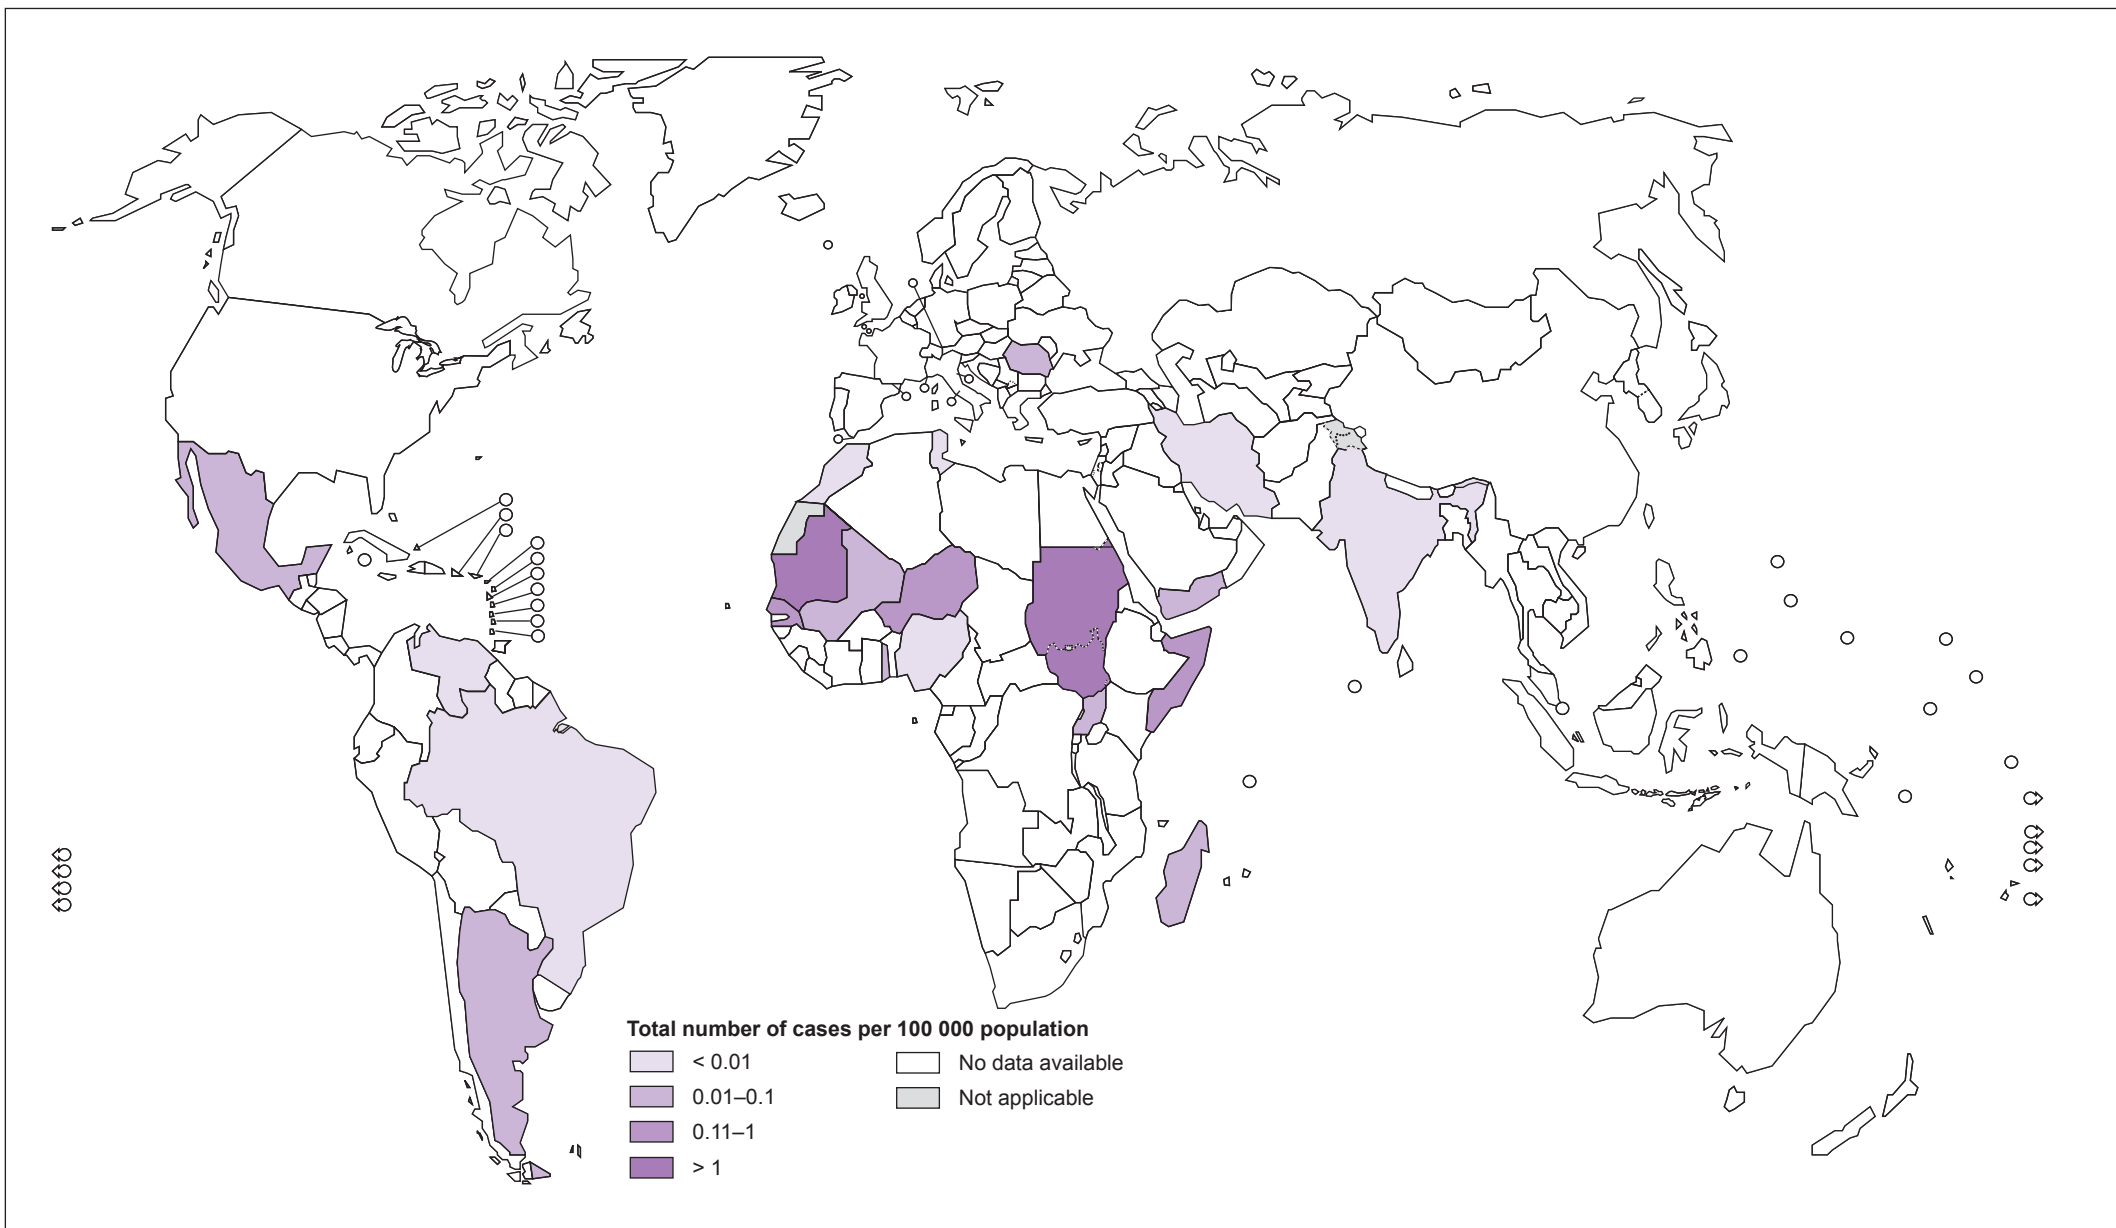 Total number of cases per 100 000 population
< 0.01
0.01–0.1
0.11–1
> 1
No data available
Not applicable